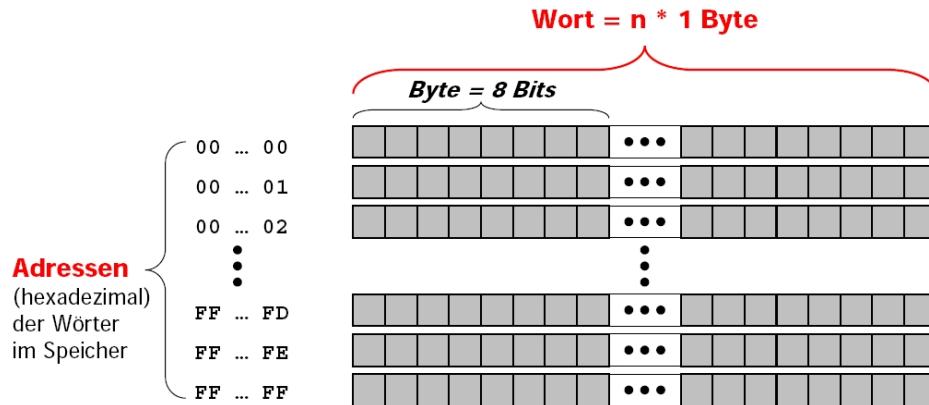 Wort = n * 1 Byte
Byte = 8 Bits
00 … 00
00 … 01
00 … 02
Adressen
(hexadezimal)
der Wörter
im Speicher
FF … FD
FF … FE
FF … FF